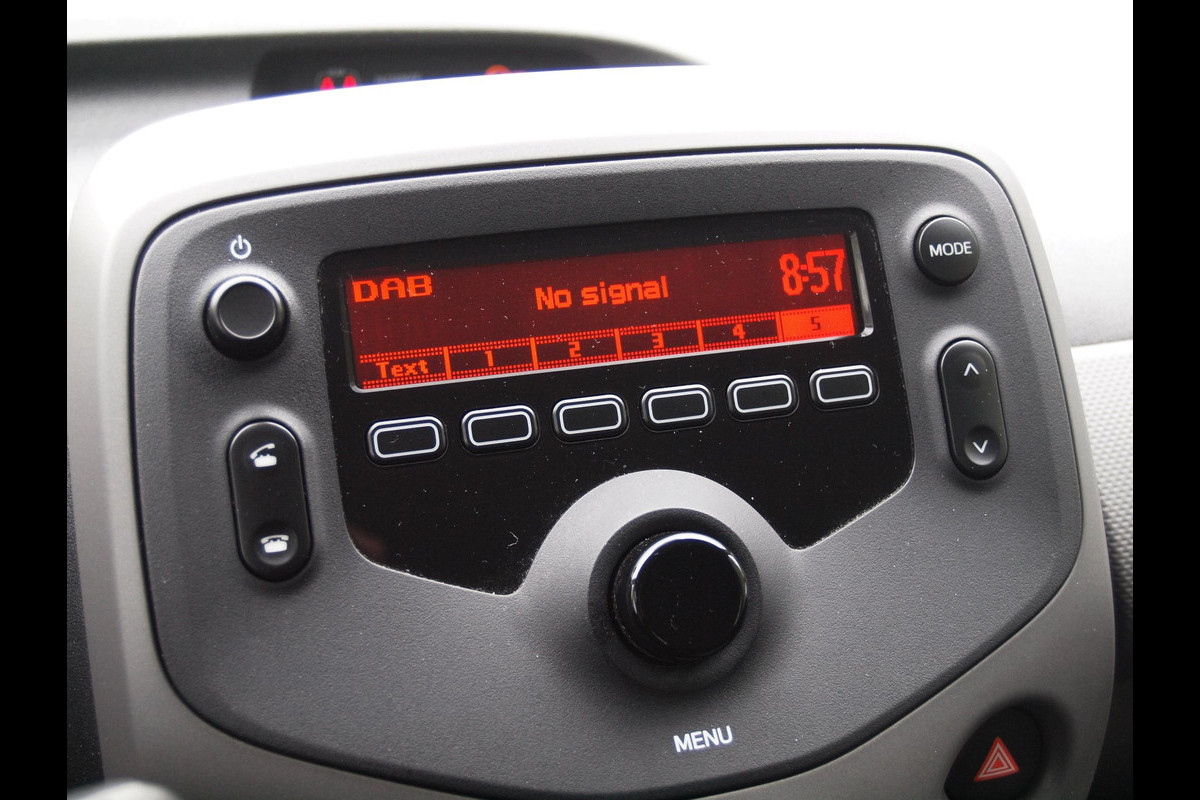 DAB No signal 8:57
Text 1 2 3 4 5
MODE
MENU